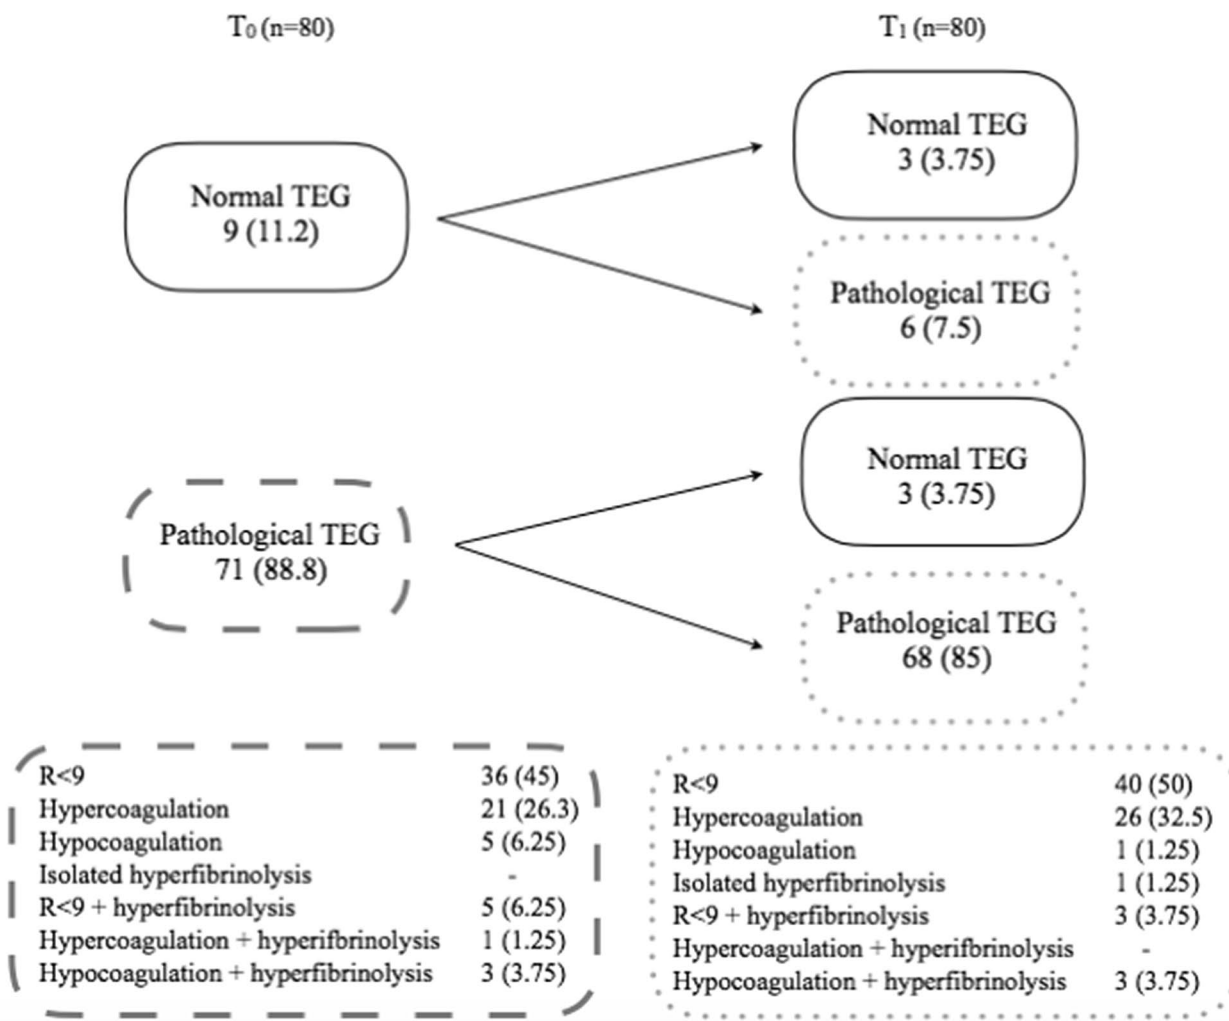 T0 (n=80)
T1 (n=80)
Normal TEG
3 (3.75)
Normal TEG
9 (11.2)
Pathological TEG
6 (7.5)
Normal TEG
3 (3.75)
Pathological TEG
71 (88.8)
Pathological TEG
68 (85)
R<9 36 (45)
Hypercoagulation 21 (26.3)
Hypocoagulation 5 (6.25)
Isolated hyperfibrinolysis -
R<9 + hyperfibrinolysis 5 (6.25)
Hypercoagulation + hyperifbrinolysis 1 (1.25)
Hypocoagulation + hyperfibrinolysis 3 (3.75)
R<9 40 (50)
Hypercoagulation 26 (32.5)
Hypocoagulation 1 (1.25)
Isolated hyperfibrinolysis 1 (1.25)
R<9 + hyperfibrinolysis 3 (3.75)
Hypercoagulation + hyperifbrinolysis -
Hypocoagulation + hyperfibrinolysis 3 (3.75)